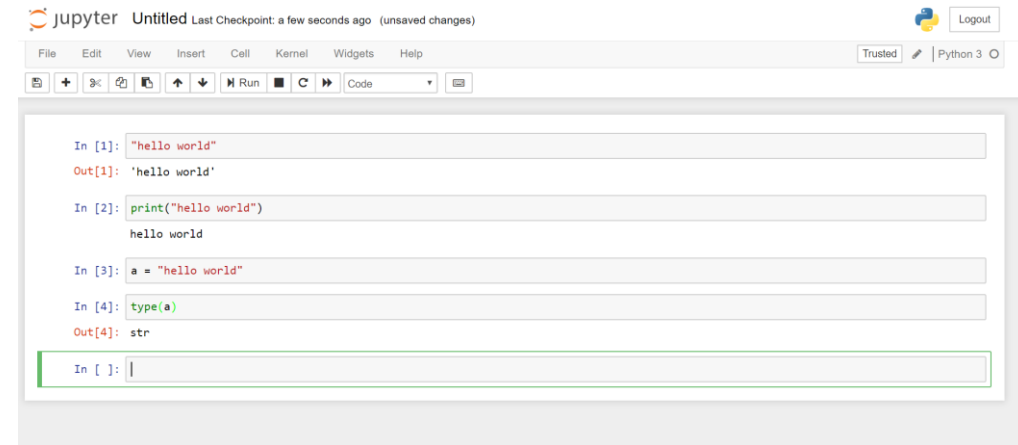 jupyter Untitled Last Checkpoint: a few seconds ago (unsaved changes) Logout
File Edit View Insert Cell Kernel Widgets Help Trusted Python 3
Run Code
In [1]: "hello world"
Out[1]: 'hello world'
In [2]: print("hello world")
hello world
In [3]: a = "hello world"
In [4]: type(a)
Out[4]: str
In [ ]: